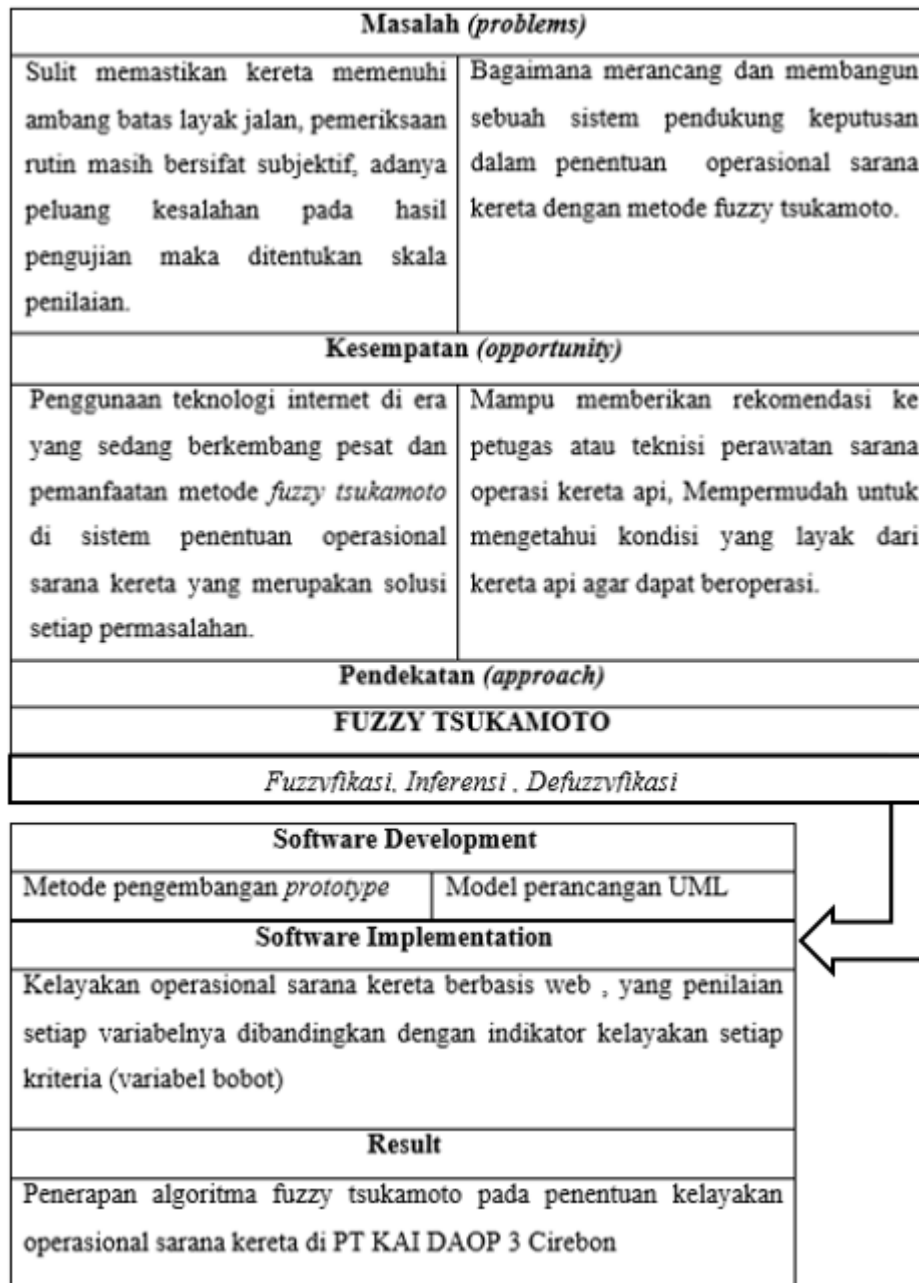 Masalah (problems)
Sulit memastikan kereta memenuhi
ambang batas layak jalan, pemeriksaan
rutin masih bersifat subjektif, adanya
peluang kesalahan pada hasil
pengujian maka ditentukan skala
penilaian.
Bagaimana merancang dan membangun
sebuah sistem pendukung keputusan
dalam penentuan operasional sarana
kereta dengan metode fuzzy tsukamoto.
Kesempatan (opportunity)
Penggunaan teknologi internet di era
yang sedang berkembang pesat dan
pemanfaatan metode fuzzy tsukamoto
di sistem penentuan operasional
sarana kereta yang merupakan solusi
setiap permasalahan.
Mampu memberikan rekomendasi ke
petugas atau teknisi perawatan sarana
operasi kereta api, Mempermudah untuk
mengetahui kondisi yang layak dari
kereta api agar dapat beroperasi.
Pendekatan (approach)
FUZZY TSUKAMOTO
Fuzzyfikasi, Inferensi , Defuzzyfikasi
Software Development
Metode pengembangan prototype
Model perancangan UML
Software Implementation
Kelayakan operasional sarana kereta berbasis web , yang penilaian
setiap variabelnya dibandingkan dengan indikator kelayakan setiap
kriteria (variabel bobot)
Result
Penerapan algoritma fuzzy tsukamoto pada penentuan kelayakan
operasional sarana kereta di PT KAI DAOP 3 Cirebon